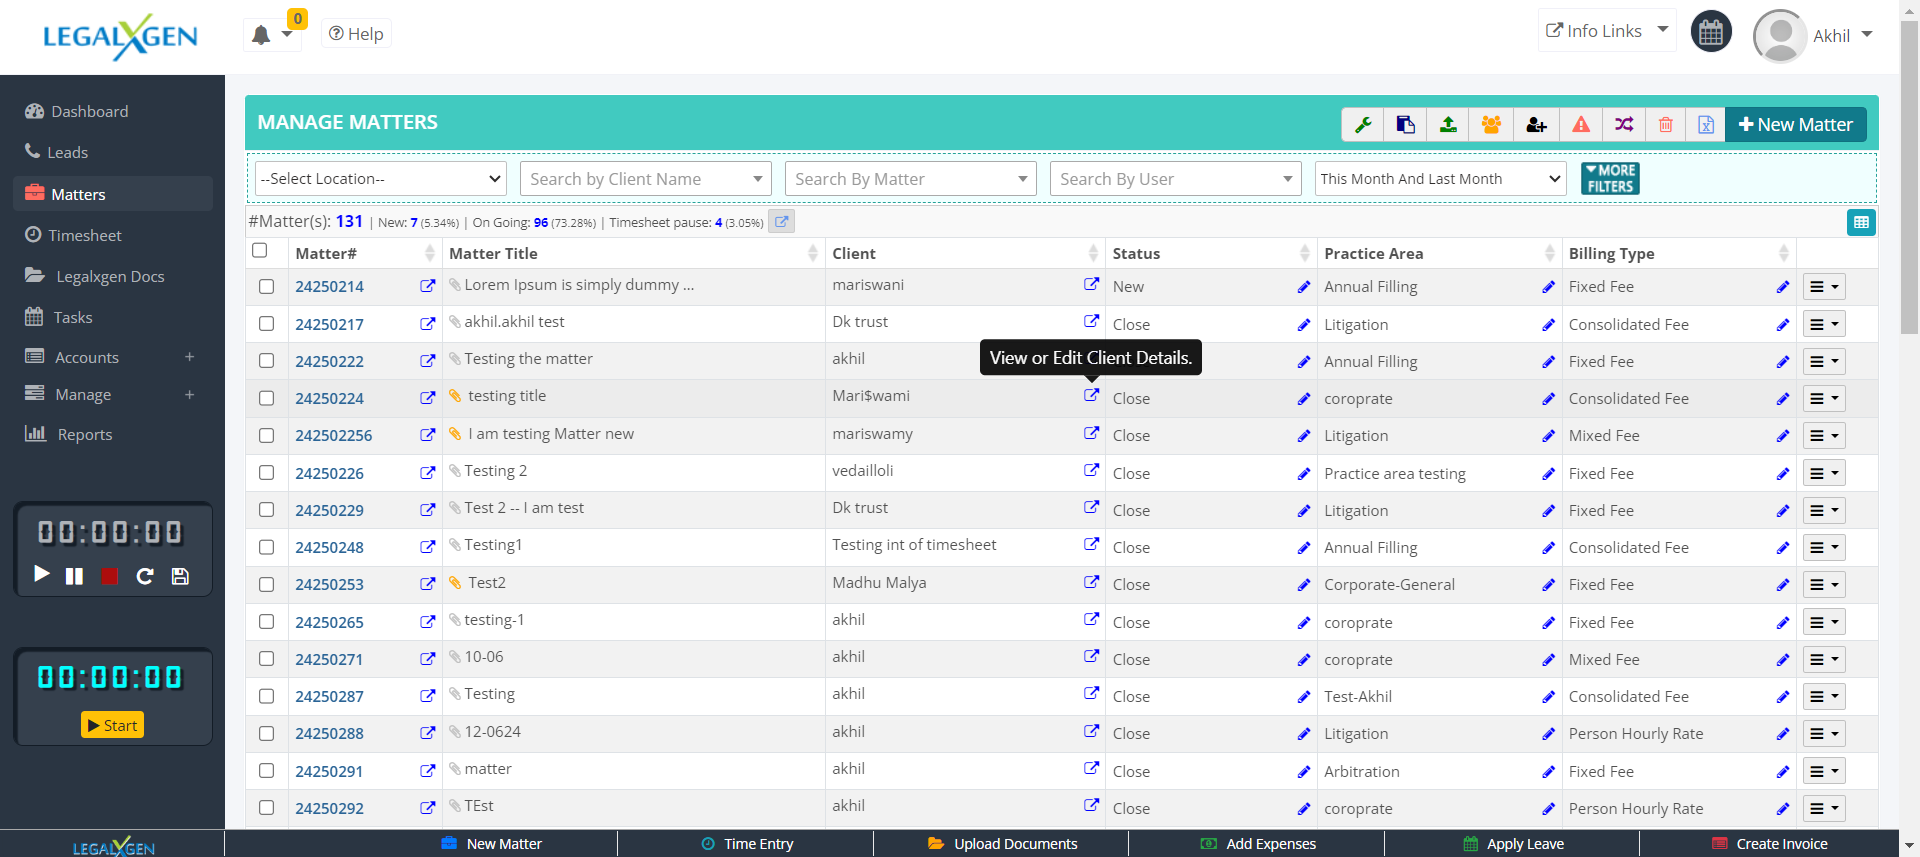 LEGALXGEN
0
Help
Info Links
Akhil
Dashboard
Leads
Matters
Timesheet
Legalxgen Docs
Tasks
Accounts +
Manage +
Reports
00:00:00
00:00:00
Start
MANAGE MATTERS
New Matter
--Select Location--
Search by Client Name
Search By Matter
Search By User
This Month And Last Month
MORE
FILTERS
#Matter(s): 131 | New: 7 (5.34%) | On Going: 96 (73.28%) | Timesheet pause: 4 (3.05%)
Matter# Matter Title Client Status Practice Area Billing Type
24250214 Lorem Ipsum is simply dummy ... mariswani New Annual Filling Fixed Fee
24250217 akhil.akhil test Dk trust Close Litigation Consolidated Fee
24250222 Testing the matter akhil Annual Filling Fixed Fee
View or Edit Client Details.
24250224 testing title Mari$wami Close coroprate Consolidated Fee
242502256 I am testing Matter new mariswamy Close Litigation Mixed Fee
24250226 Testing 2 vedailloli Close Practice area testing Fixed Fee
24250229 Test 2 -- I am test Dk trust Close Litigation Fixed Fee
24250248 Testing1 Testing int of timesheet Close Annual Filling Consolidated Fee
24250253 Test2 Madhu Malya Close Corporate-General Fixed Fee
24250265 testing-1 akhil Close coroprate Fixed Fee
24250271 10-06 akhil Close coroprate Mixed Fee
24250287 Testing akhil Close Test-Akhil Consolidated Fee
24250288 12-0624 akhil Close Litigation Person Hourly Rate
24250291 matter akhil Close Arbitration Fixed Fee
24250292 TEst akhil Close coroprate Person Hourly Rate
LEGALXGEN
New Matter
Time Entry
Upload Documents
Add Expenses
Apply Leave
Create Invoice